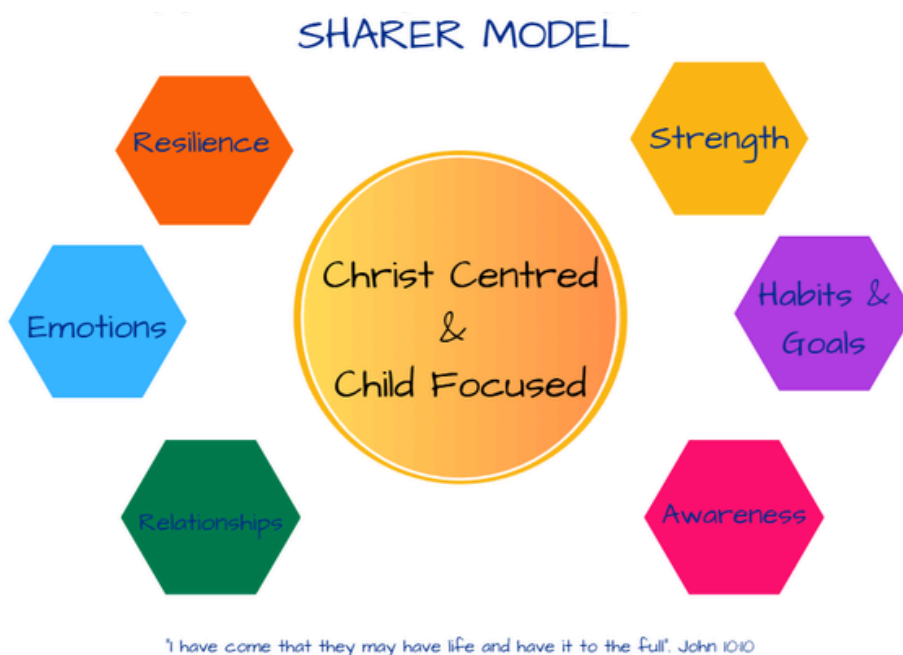 SHARER MODEL
Resilience
Strength
Christ Centred
&
Child Focused
Emotions
Habits &
Goals
Relationships
Awareness
"I have come that they may have life and have it to the full". John 10:10